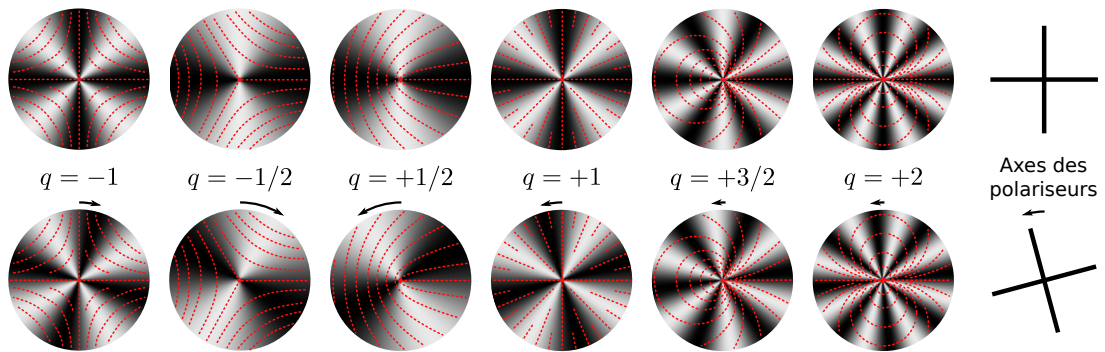 q = −1
q = −1/2
q = +1/2
q = +1
q = +3/2
q = +2
Axes des
polariseurs